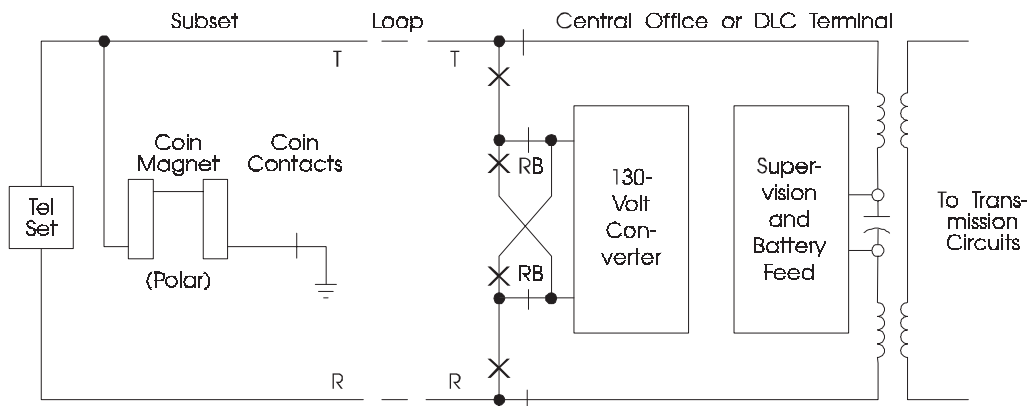 Subset
Loop
Central Office or DLC Terminal
T
T
Coin
Magnet
Coin
Contacts
RB
130-
Volt
Con-
verter
Super-
vision
and
Battery
Feed
Tel
Set
To Trans-
mission
Circuits
(Polar)
RB
R
R